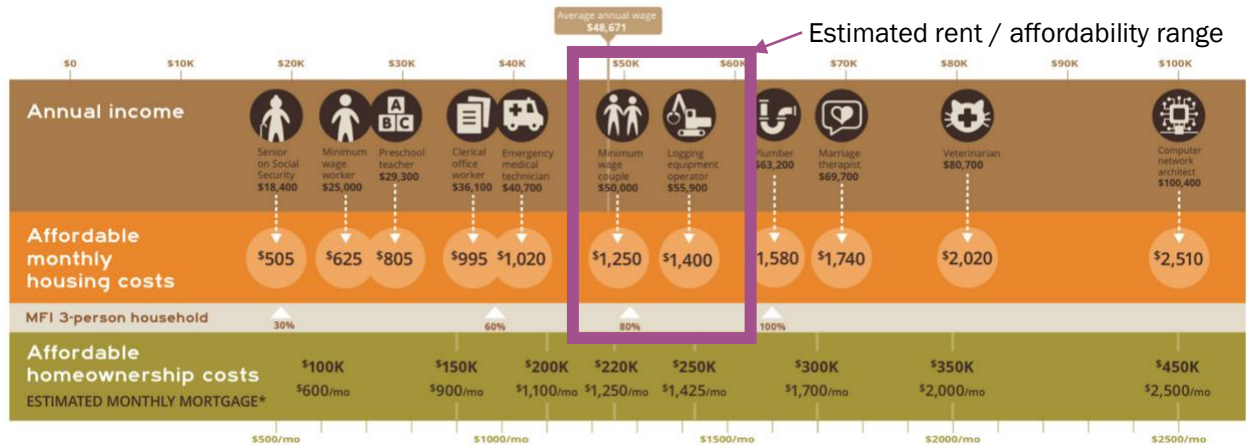 Average annual wage
$48,671
Estimated rent / affordability range
$0 $10K $20K $30K $40K $50K $60K $70K $80K $90K $100K
Annual income
A
B C
Senior
on Social
Security
$18,400
Minimum
wage
worker
$25,000
Preschool
teacher
$29,300
Clerical
office
worker
$36,100
Emergency
medical
technician
$40,700
Minimum
wage
couple
$50,000
Logging
equipment
operator
$55,900
Plumber
$63,200
Marriage
therapist
$69,700
Veterinarian
$80,700
Computer
network
architect
$100,400
Affordable
monthly
housing costs
$505 $625 $805 $995 $1,020 $1,250 $1,400 1,580 $1,740 $2,020 $2,510
MFI 3-person household
30% 60% 80% 100%
Affordable
homeownership costs
ESTIMATED MONTHLY MORTGAGE*
$100K $150K $200K $220K $250K $300K $350K $450K
$600/mo $900/mo $1,100/mo $1,250/mo $1,425/mo $1,700/mo $2,000/mo $2,500/mo
$500/mo $1000/mo $1500/mo $2000/mo $2500/mo